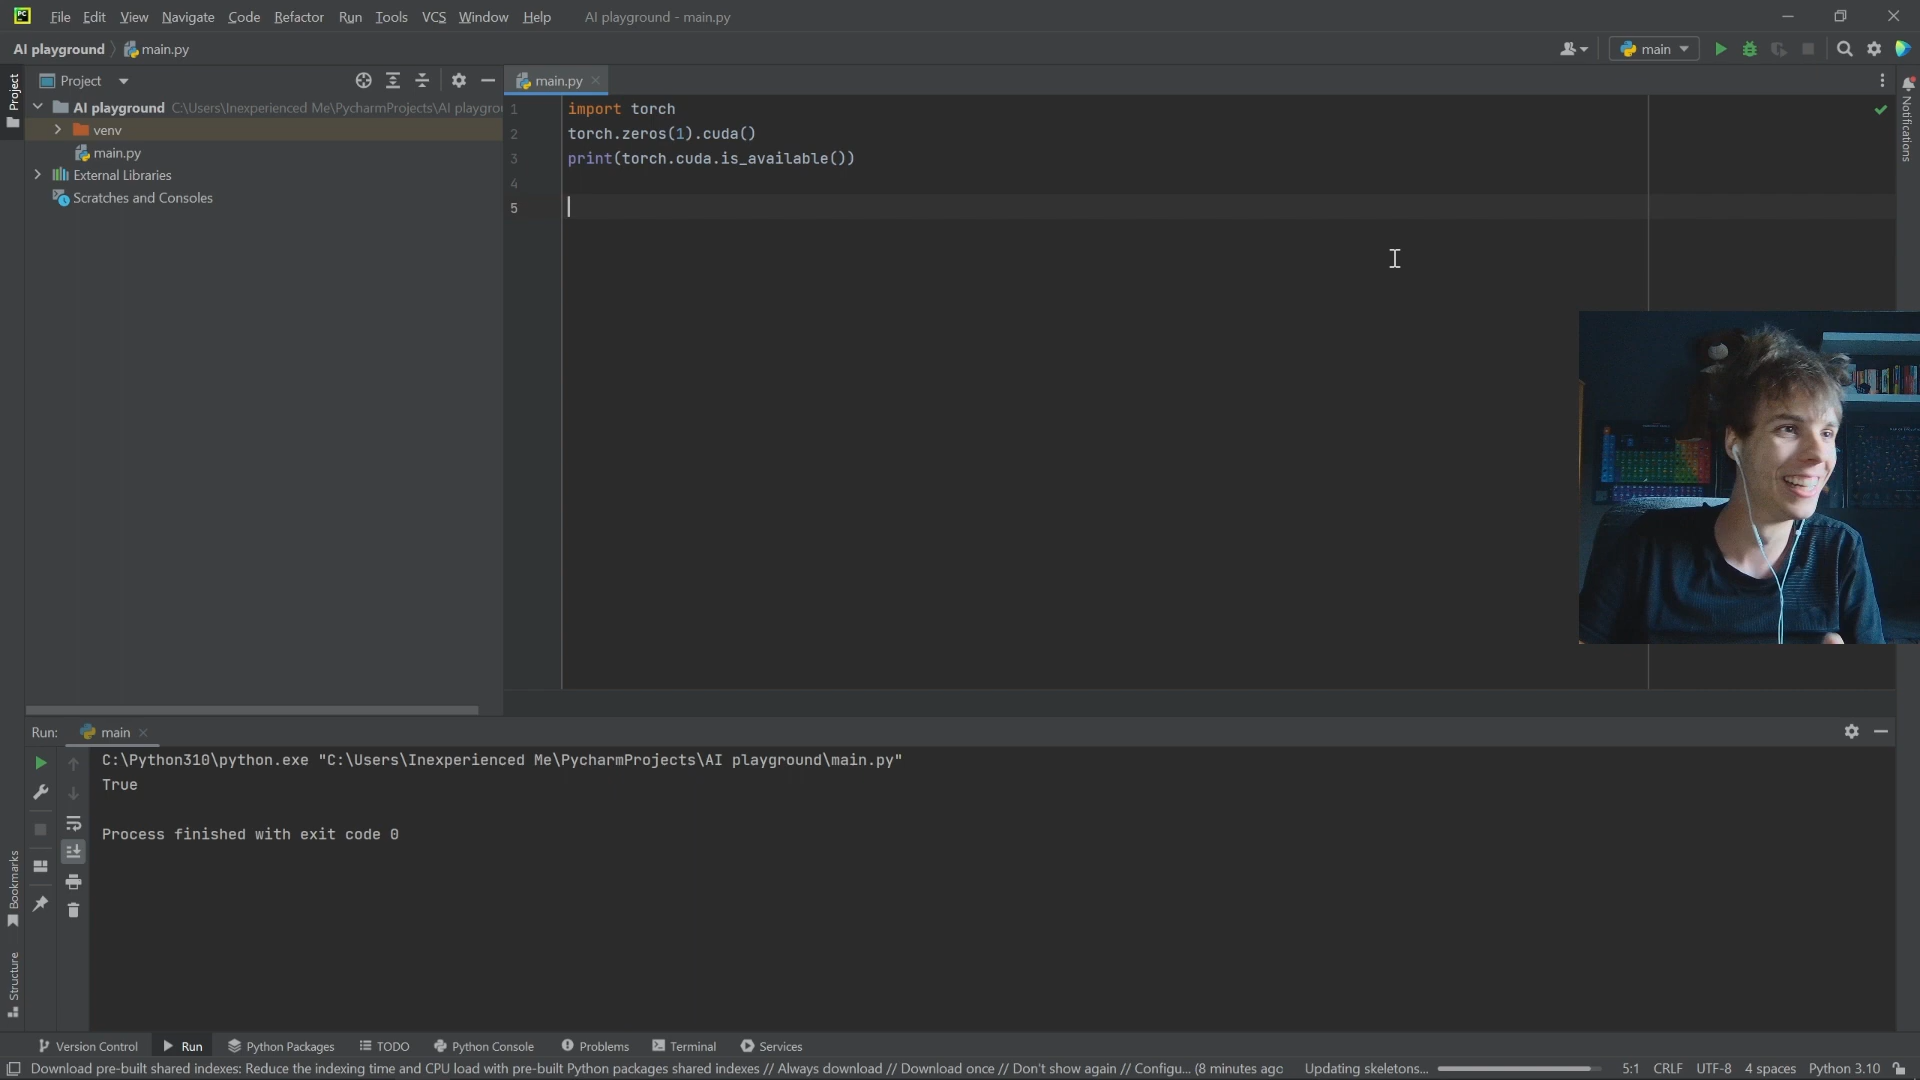 PC File Edit View Navigate Code Refactor Run Tools VCS Window Help AI playground - main.py
AI playground main.py main
Project
Project
main.py
Notifications
AI playground C:\Users\Inexperienced Me\PycharmProjects\AI playgro
venv
main.py
External Libraries
Scratches and Consoles
1 import torch
2 torch.zeros(1).cuda()
3 print(torch.cuda.is_available())
4
5
Run: main
C:\Python310\python.exe "C:\Users\Inexperienced Me\PycharmProjects\AI playground\main.py"
True
Process finished with exit code 0
Bookmarks
Structure
Version Control Run TODO Python Packages Python Console Problems Terminal Services
Download pre-built shared indexes: Reduce the indexing time and CPU load with pre-built Python packages shared indexes // Always download // Download once // Don't show again // Configu... (8 minutes agc Updating skeletons... 5:1 CRLF UTF-8 4 spaces Python 3.10